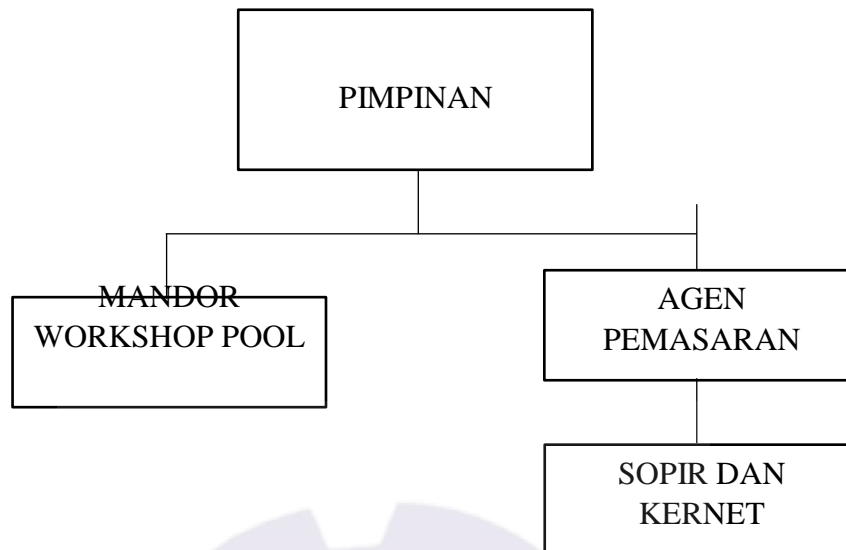 PIMPINAN
MANDOR
WORKSHOP POOL
AGEN
PEMASARAN
SOPIR DAN
KERNET